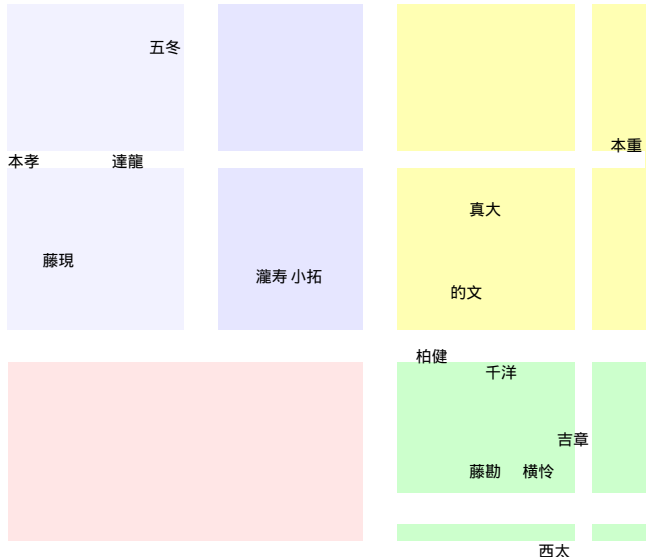 五冬
本重
本孝
達龍
真大
藤現
瀧寿 小拓
的文
柏健
千洋
吉章
藤勘
横怜
西太